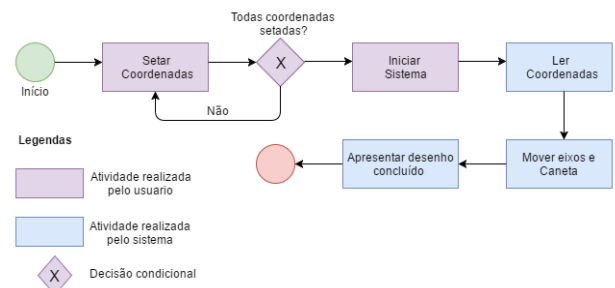 Todas coordenadas
setadas?
Início
Setar
Coordenadas
X
Iniciar
Sistema
Ler
Coordenadas
Não
Apresentar desenho
concluído
Mover eixos e
Caneta
Legendas
Atividade realizada
pelo usuario
Atividade realizada
pelo sistema
X
Decisão condicional